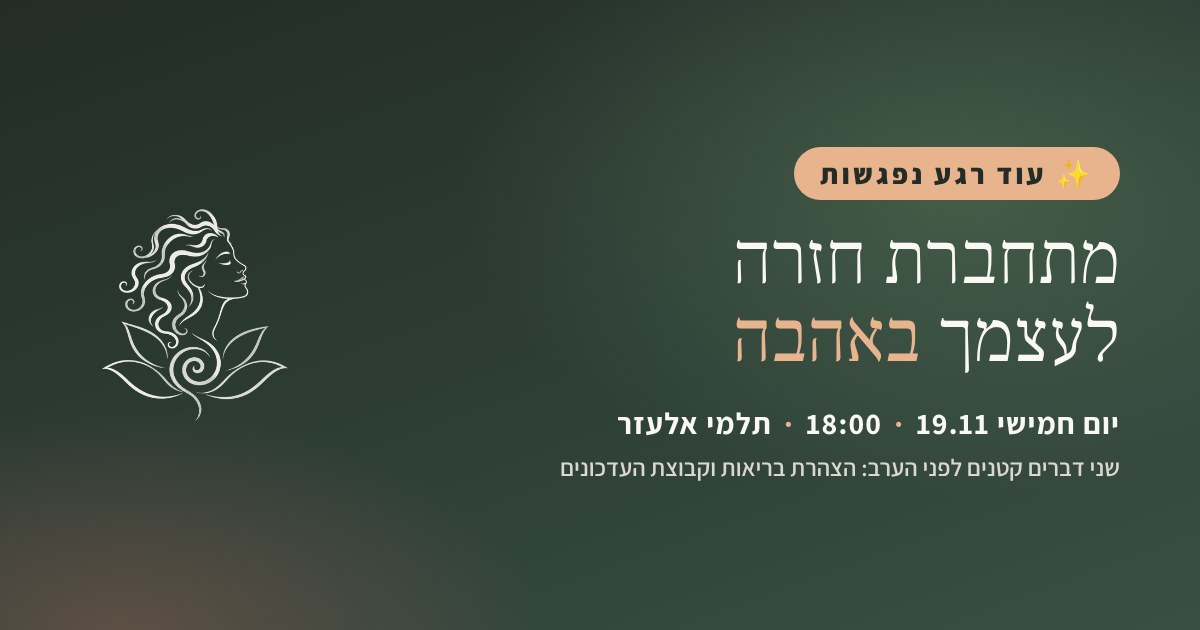 ✨ עוד רגע נפגשות
מתחברת חזרה
לעצמך באהבה
יום חמישי 19.11 · 18:00 · תלמי אלעזר
שני דברים קטנים לפני הערב: הצהרת בריאות וקבוצת העדכונים